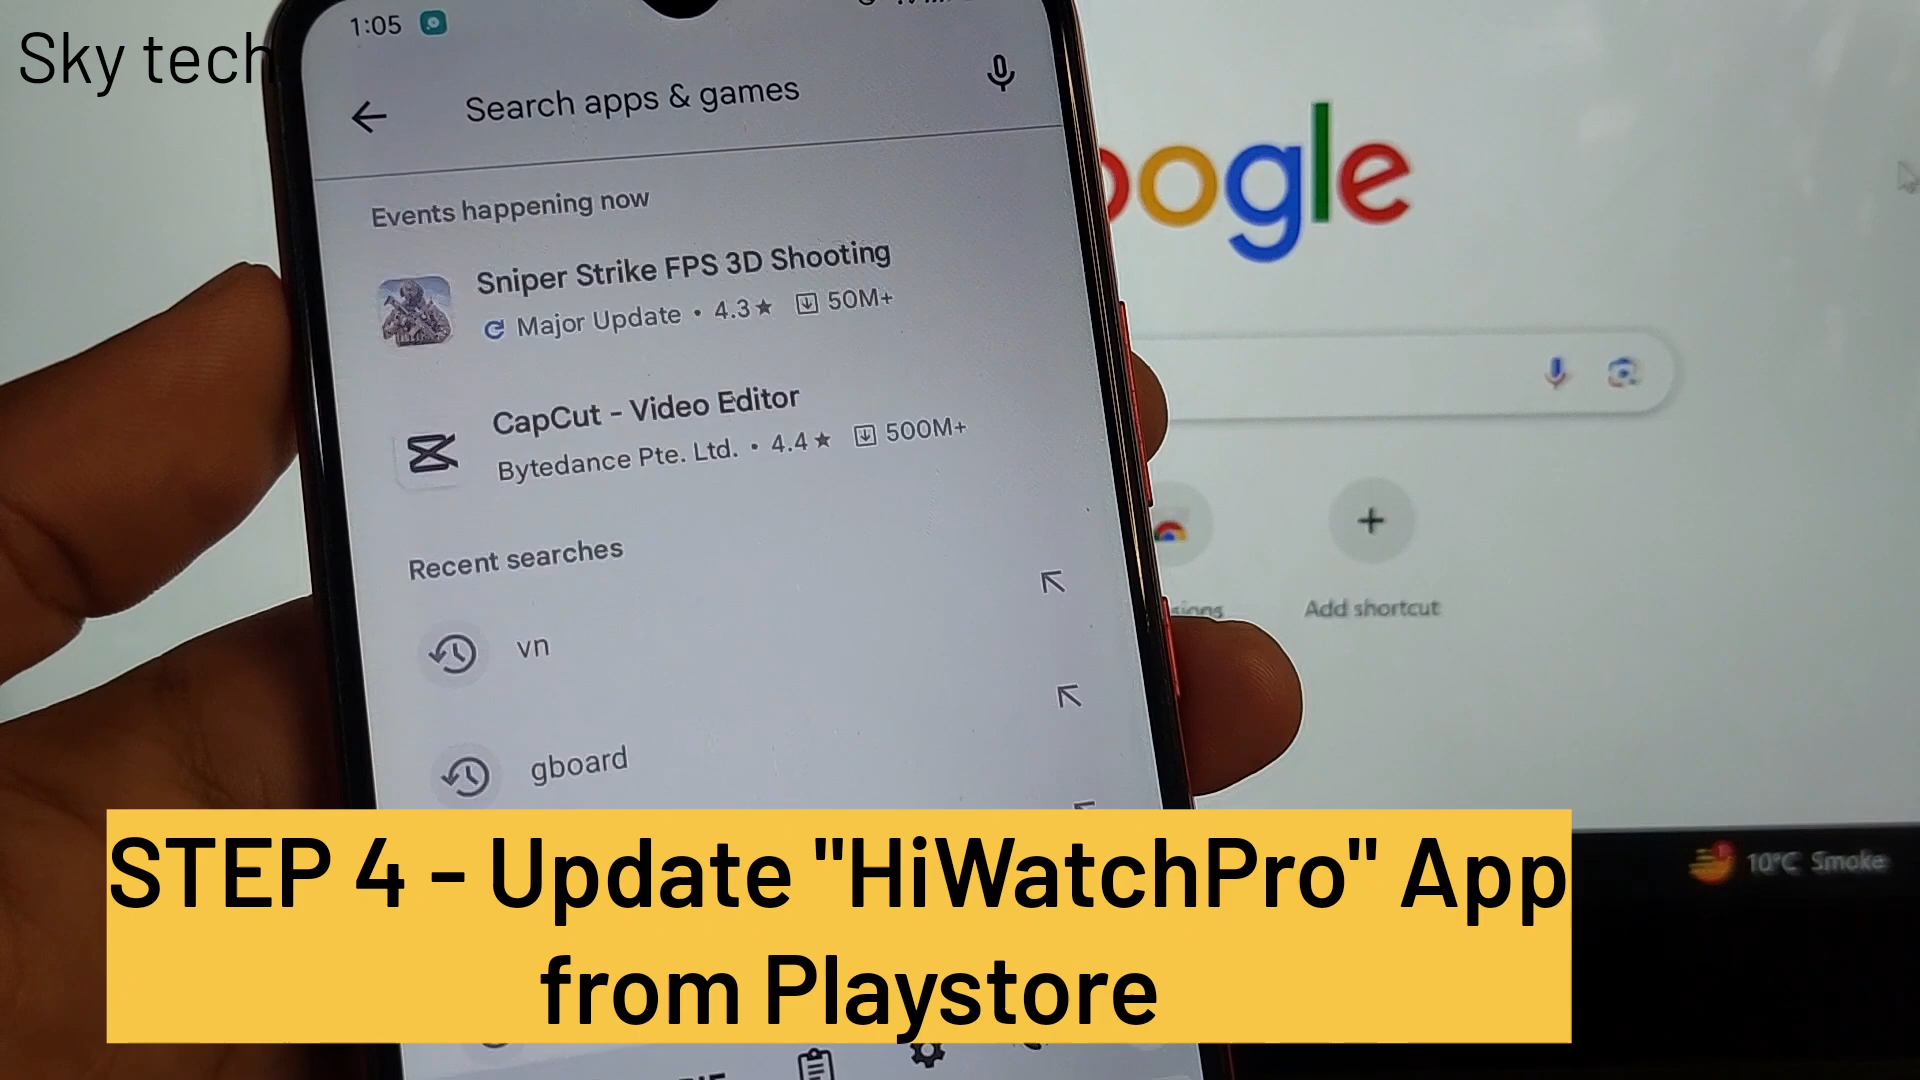 Sky tech
1:05
Search apps & games
Events happening now
Sniper Strike FPS 3D Shooting
Major Update • 4.3★ 50M+
CapCut - Video Editor
Bytedance Pte. Ltd. • 4.4★ 500M+
Recent searches
vn
gboard
ogle
Add shortcut
10°C Smoke
STEP 4 - Update "HiWatchPro" App
from Playstore